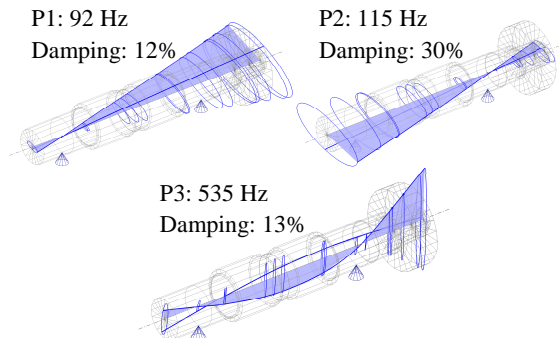 P1: 92 Hz
Damping: 12%
P2: 115 Hz
Damping: 30%
P3: 535 Hz
Damping: 13%